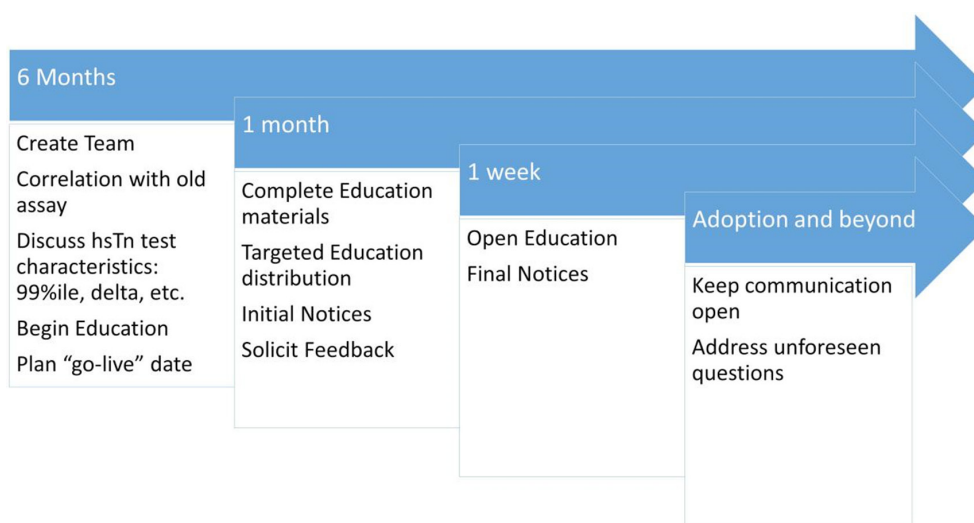 6 Months
Create Team
Correlation with old
assay
Discuss hsTn test
characteristics:
99%ile, delta, etc.
Begin Education
Plan “go-live” date
1 month
Complete Education
materials
Targeted Education
distribution
Initial Notices
Solicit Feedback
1 week
Open Education
Final Notices
Adoption and beyond
Keep communication
open
Address unforeseen
questions